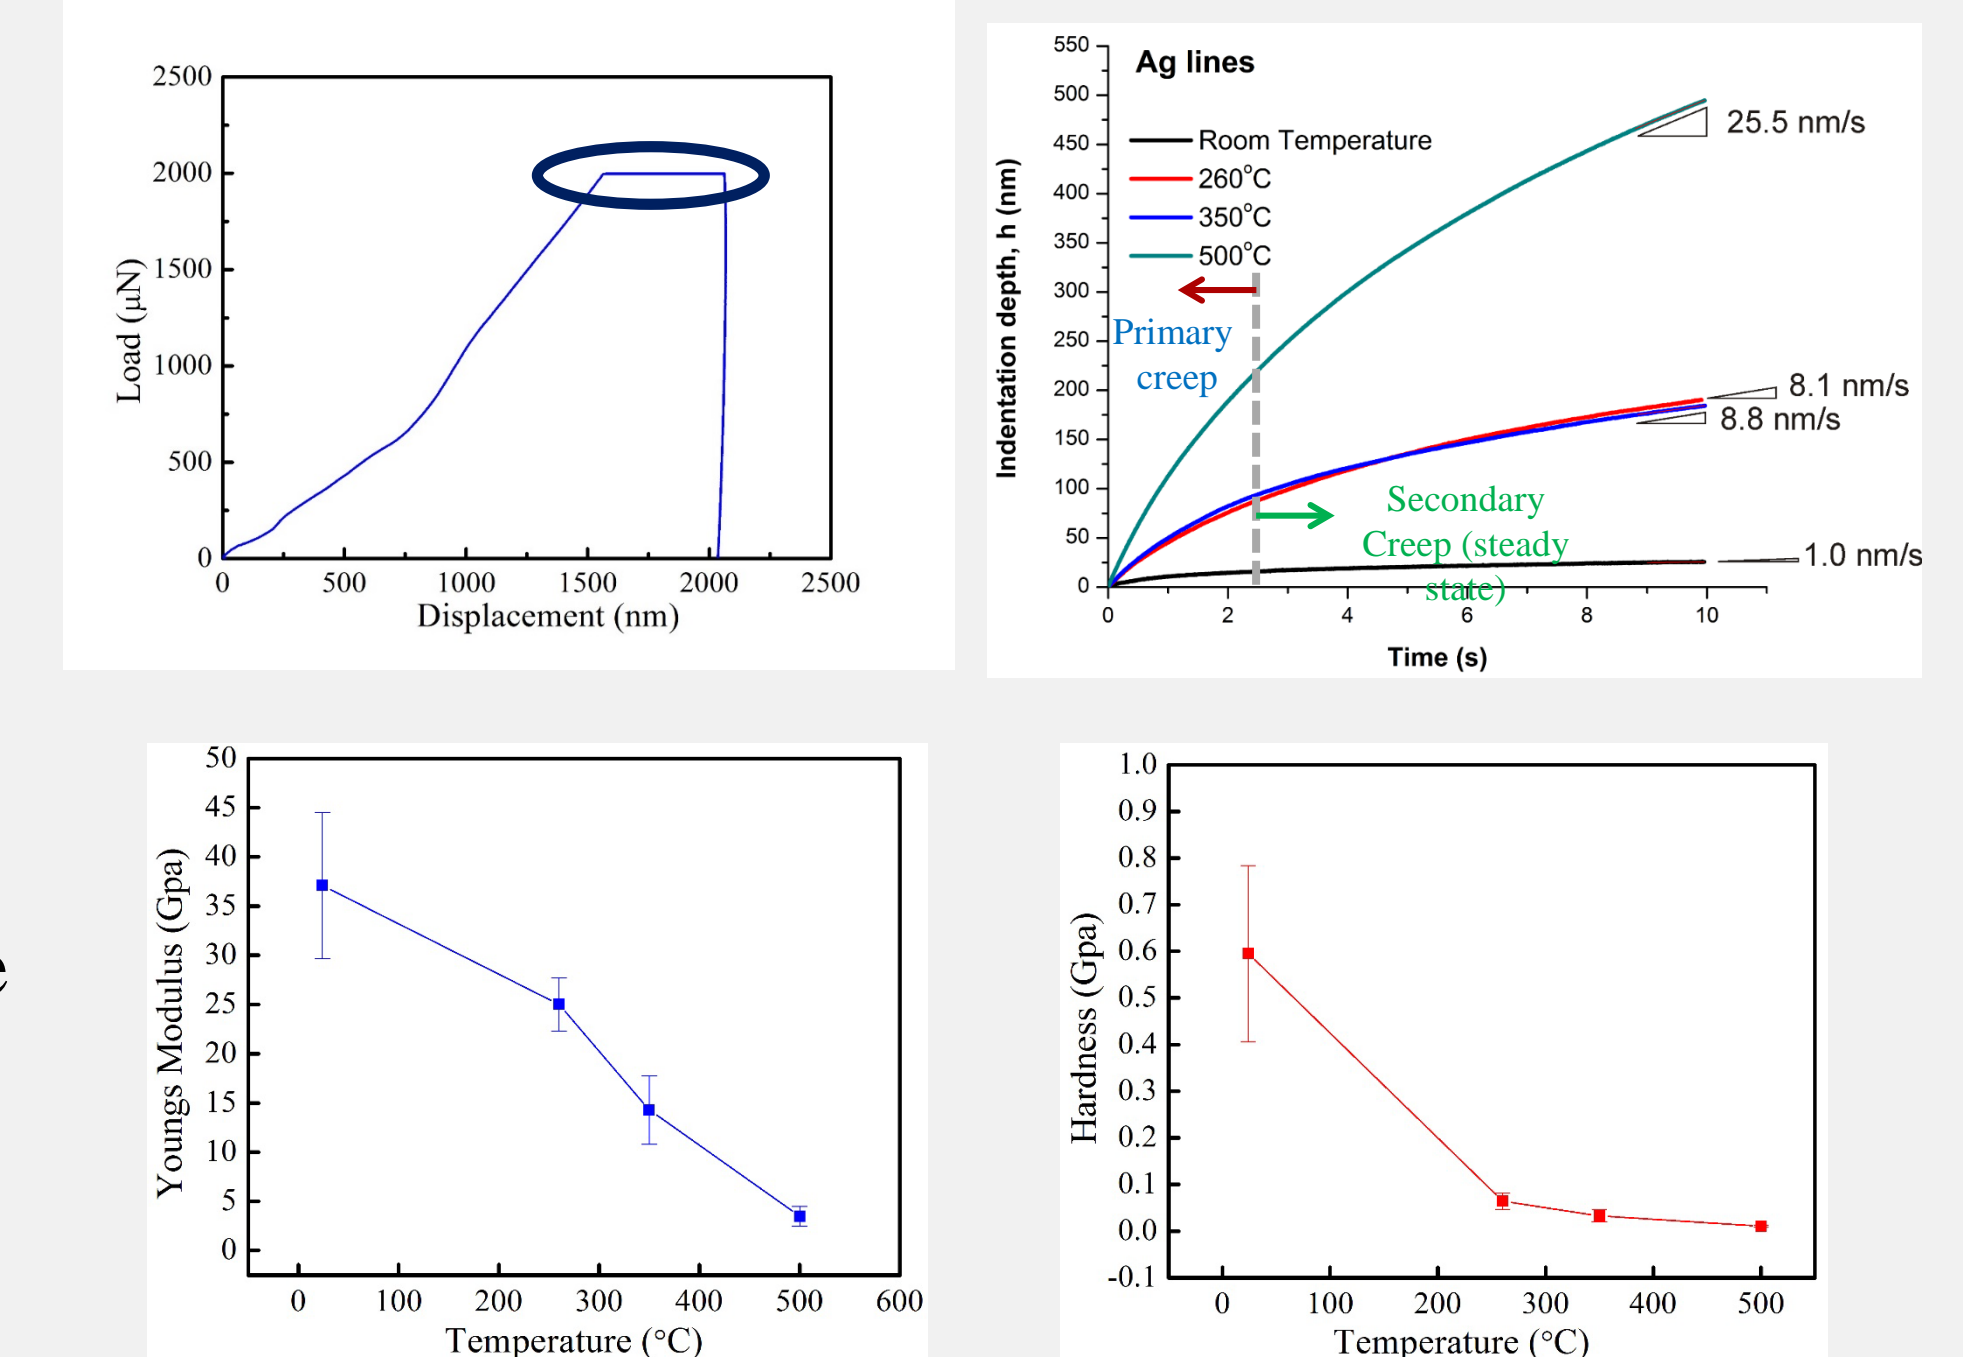 2500
2000
1500
1000
500
0
Load (μN)
0 500 1000 1500 2000 2500
Displacement (nm)
Ag lines
550
500
450
400
350
300
250
200
150
100
50
0
Indentation depth, h (nm)
Room Temperature
260°C
350°C
500°C
Primary
creep
Secondary
Creep (steady
state)
25.5 nm/s
8.1 nm/s
8.8 nm/s
1.0 nm/s
0 2 4 6 8 10
Time (s)
e
50
45
40
35
30
25
20
15
10
5
0
Youngs Modulus (Gpa)
0 100 200 300 400 500 600
Temperature (°C)
1.0
0.9
0.8
0.7
0.6
0.5
0.4
0.3
0.2
0.1
0.0
-0.1
Hardness (Gpa)
0 100 200 300 400 500
Temperature (°C)